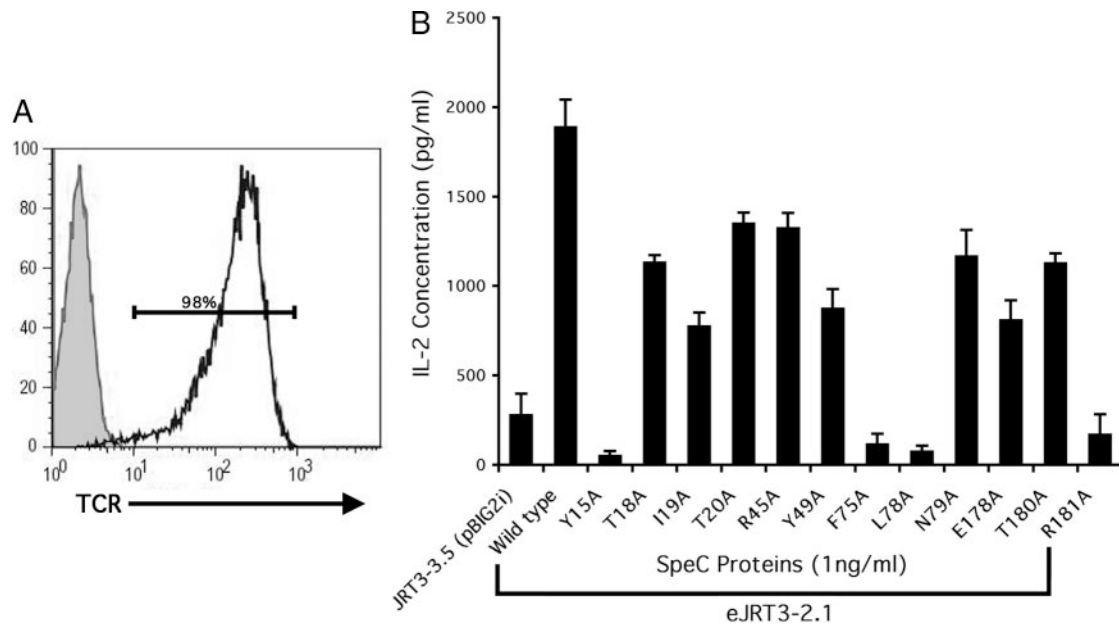 A
100
80
60
40
20
0
98%
10^0
10^1
10^2
10^3
TCR
B
IL-2 Concentration (pg/ml)
2500
2000
1500
1000
500
0
JRT3-3.5 (pBIG2i)
Wild type
Y15A
T18A
I19A
T20A
R45A
Y49A
F75A
L78A
N79A
E178A
T180A
R181A
SpeC Proteins (1ng/ml)
eJRT3-2.1